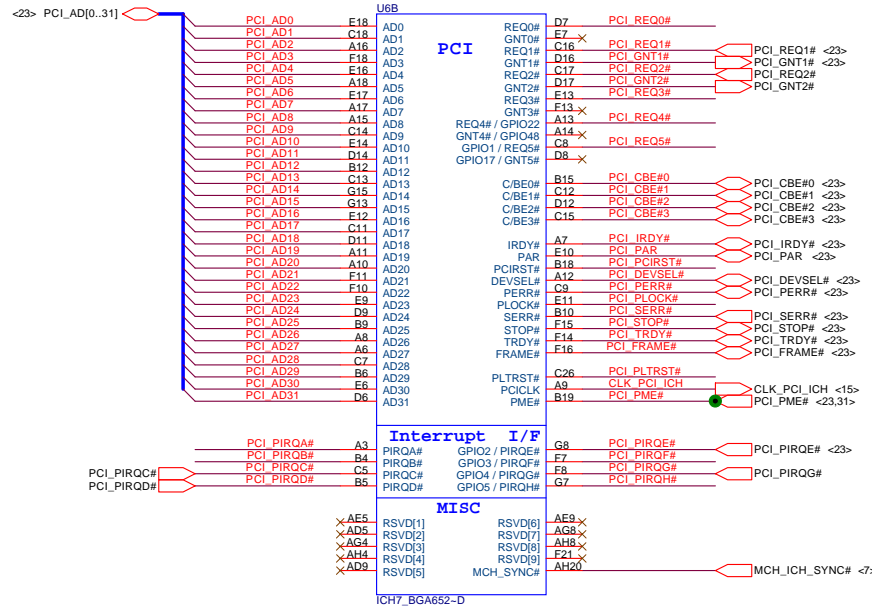 U6B
<23> PCI_AD[0..31]
PCI
PCI_AD0 E18 AD0 REQ0# D7 PCI_REQ0#
PCI_AD1 C18 AD1 GNT0# E7
PCI_AD2 A16 AD2 REQ1# C16 PCI_REQ1# PCI_REQ1# <23>
PCI_AD3 F18 AD3 GNT1# D16 PCI_GNT1# PCI_GNT1# <23>
PCI_AD4 E16 AD4 REQ2# C17 PCI_REQ2# PCI_REQ2#
PCI_AD5 A18 AD5 GNT2# D17 PCI_GNT2# PCI_GNT2#
PCI_AD6 E17 AD6 REQ3# E13 PCI_REQ3#
PCI_AD7 A17 AD7 GNT3# F13
PCI_AD8 A15 AD8 REQ4# / GPIO22 A13 PCI_REQ4#
PCI_AD9 C14 AD9 GNT4# / GPIO48 A14
PCI_AD10 E14 AD10 GPIO1 / REQ5# C8 PCI_REQ5#
PCI_AD11 D14 AD11 GPIO17 / GNT5# D8
PCI_AD12 B12 AD12
PCI_AD13 C13 AD13 C/BE0# B15 PCI_CBE#0 PCI_CBE#0 <23>
PCI_AD14 G15 AD14 C/BE1# C12 PCI_CBE#1 PCI_CBE#1 <23>
PCI_AD15 G13 AD15 C/BE2# D12 PCI_CBE#2 PCI_CBE#2 <23>
PCI_AD16 E12 AD16 C/BE3# C15 PCI_CBE#3 PCI_CBE#3 <23>
PCI_AD17 C11 AD17
PCI_AD18 D11 AD18 IRDY# A7 PCI_IRDY# PCI_IRDY# <23>
PCI_AD19 A11 AD19 PAR E10 PCI_PAR PCI_PAR <23>
PCI_AD20 A10 AD20 PCIRST# B18 PCI_PCIRST#
PCI_AD21 F11 AD21 DEVSEL# A12 PCI_DEVSEL# PCI_DEVSEL# <23>
PCI_AD22 F10 AD22 PERR# C9 PCI_PERR# PCI_PERR# <23>
PCI_AD23 E9 AD23 PLOCK# E11 PCI_PLOCK#
PCI_AD24 D9 AD24 SERR# B10 PCI_SERR# PCI_SERR# <23>
PCI_AD25 B9 AD25 STOP# F15 PCI_STOP# PCI_STOP# <23>
PCI_AD26 A8 AD26 TRDY# F14 PCI_TRDY# PCI_TRDY# <23>
PCI_AD27 A6 AD27 FRAME# F16 PCI_FRAME# PCI_FRAME# <23>
PCI_AD28 C7 AD28
PCI_AD29 B6 AD29 PLTRST# C26 PCI_PLTRST#
PCI_AD30 E6 AD30 PCICLK A9 CLK_PCI_ICH CLK_PCI_ICH <15>
PCI_AD31 D6 AD31 PME# B19 PCI_PME# PCI_PME# <23,31>
Interrupt I/F
PCI_PIRQA# A3 PIRQA# GPIO2 / PIRQE# G8 PCI_PIRQE# PCI_PIRQE# <23>
PCI_PIRQB# B4 PIRQB# GPIO3 / PIRQF# F7 PCI_PIRQF#
PCI_PIRQC# PCI_PIRQC# C5 PIRQC# GPIO4 / PIRQG# F8 PCI_PIRQG# PCI_PIRQG#
PCI_PIRQD# PCI_PIRQD# B5 PIRQD# GPIO5 / PIRQH# G7 PCI_PIRQH#
MISC
AE5 RSVD[1] RSVD[6] AE9
AD5 RSVD[2] RSVD[7] AG8
AG4 RSVD[3] RSVD[8] AH8
AH4 RSVD[4] RSVD[9] F21
AD9 RSVD[5] MCH_SYNC# AH20 MCH_ICH_SYNC# <7>
ICH7_BGA652~D